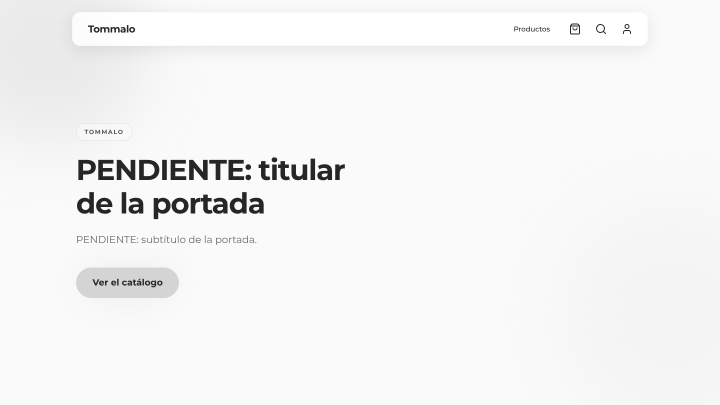 Tommalo
Productos
TOMMALO
PENDIENTE: titular
de la portada
PENDIENTE: subtítulo de la portada.
Ver el catálogo